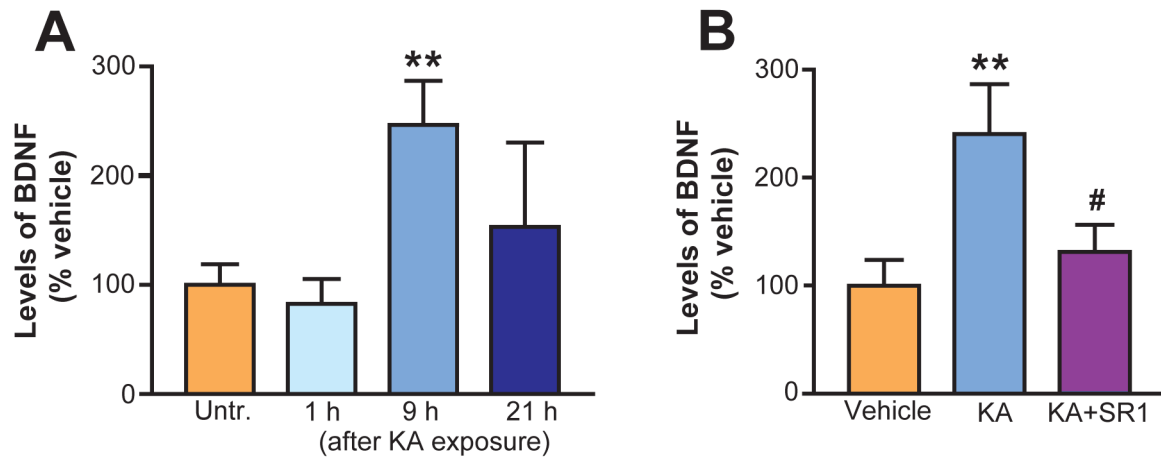 A
Levels of BDNF
(% vehicle)
300
200
100
0
**
Untr.
1 h
9 h
21 h
(after KA exposure)
B
Levels of BDNF
(% vehicle)
300
200
100
0
**
#
Vehicle
KA
KA+SR1